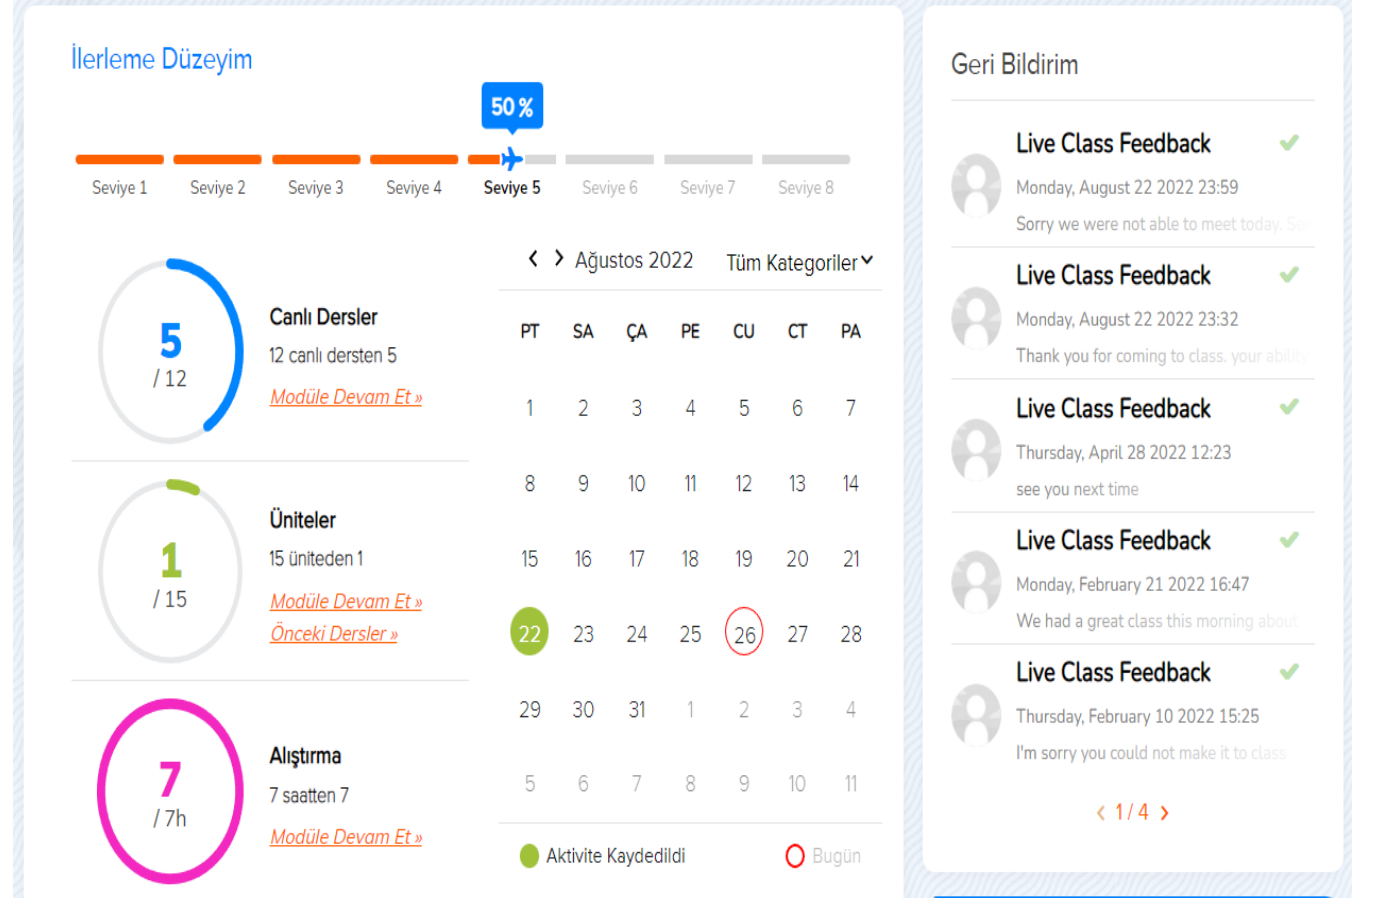 İlerleme Düzeyim
50 %
Seviye 1 Seviye 2 Seviye 3 Seviye 4 Seviye 5 Seviye 6 Seviye 7 Seviye 8
5
/ 12
Canlı Dersler
12 canlı dersten 5
Modüle Devam Et »
1
/ 15
Üniteler
15 üniteden 1
Modüle Devam Et »
Önceki Dersler »
7
/ 7h
Alıştırma
7 saatten 7
Modüle Devam Et »
Ağustos 2022 Tüm Kategoriler
PT SA ÇA PE CU CT PA
1 2 3 4 5 6 7
8 9 10 11 12 13 14
15 16 17 18 19 20 21
22 23 24 25 26 27 28
29 30 31 1 2 3 4
5 6 7 8 9 10 11
Aktivite Kaydedildi Bugün
Geri Bildirim
Live Class Feedback
Monday, August 22 2022 23:59
Sorry we were not able to meet today.
Live Class Feedback
Monday, August 22 2022 23:32
Thank you for coming to class. your ability
Live Class Feedback
Thursday, April 28 2022 12:23
see you next time
Live Class Feedback
Monday, February 21 2022 16:47
We had a great class this morning about
Live Class Feedback
Thursday, February 10 2022 15:25
I'm sorry you could not make it to class
‹ 1 / 4 ›